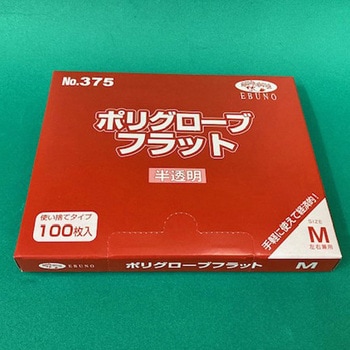 No.375
EBUNO
ポリグローブ
フラット
半透明
使い捨てタイプ
100枚入
手軽に使えて経済的!
SIZE
M
左右兼用
EBUNO
ポリグローブフラット
M